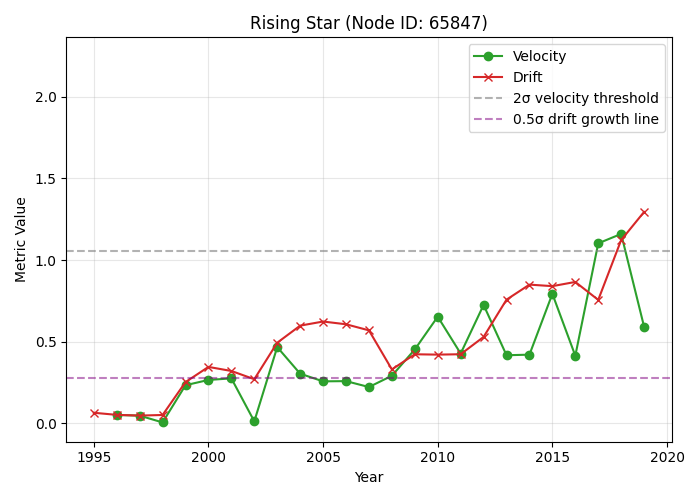 Rising Star (Node ID: 65847)
Velocity
Drift
2σ velocity threshold
0.5σ drift growth line
Metric Value
2.0
1.5
1.0
0.5
0.0
1995
2000
2005
2010
2015
2020
Year